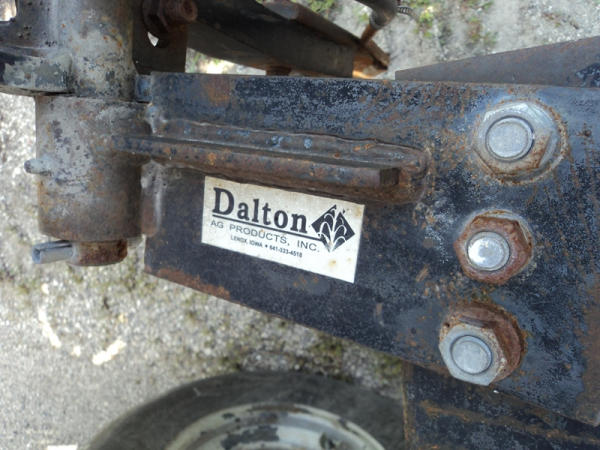 Dalton
AG PRODUCTS, INC.
LENOX, IOWA • 641-333-4518